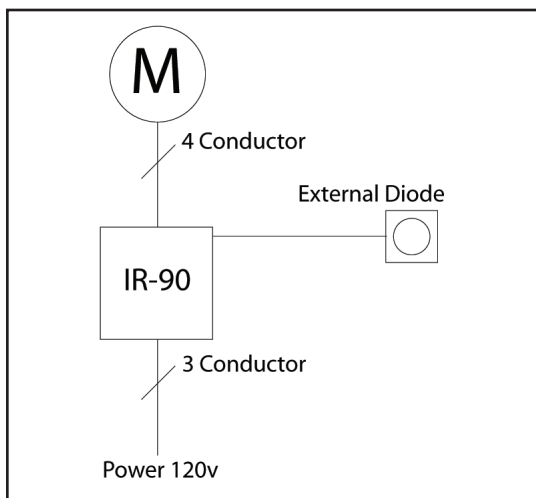 M
4 Conductor
External Diode
IR-90
3 Conductor
Power 120v